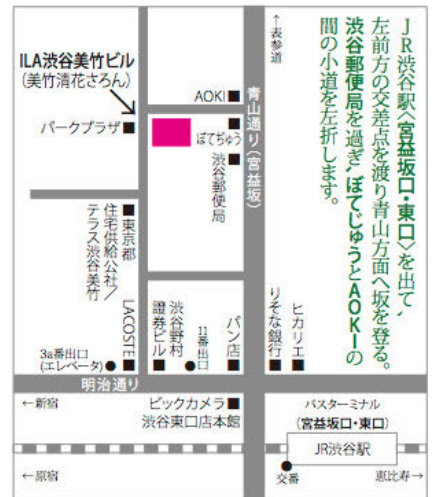 JR渋谷駅〈宮益坂口・東口〉を出て、
左前方の交差点を渡り青山方面へ坂を登る。
渋谷郵便局を過ぎ、ぼてじゅうとAOKIの
間の小道を左折します。
↑表参道
ILA渋谷美竹ビル
(美竹清花さろん)
AOKI■
青山通り(宮益坂)
パークプラザ■
■
ぼてぢゅう
■
渋谷郵便局
■東京都
住宅供給公社/
テラス渋谷美竹
LACOSTE■
渋谷野村
證券ビル■
11番出口
●
パン店■
りそな銀行■
ヒカリエ■
3a番出口
(エレベータ)●
明治通り
←新宿
ビックカメラ■
渋谷東口店本館
バスターミナル
(宮益坂口・東口)
JR渋谷駅
←原宿
●
交番
恵比寿→